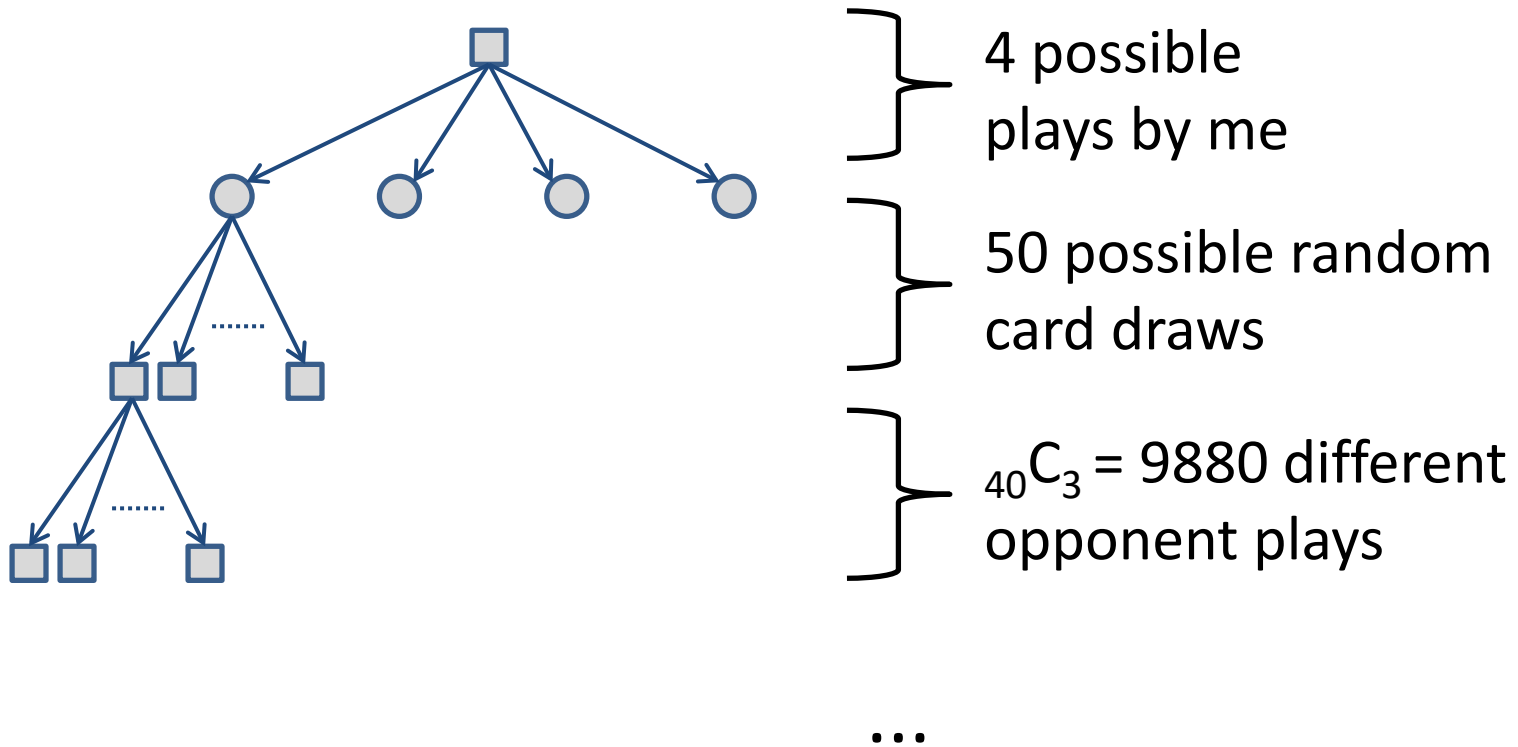 4 possible
plays by me
50 possible random
card draws
₄₀C₃ = 9880 different
opponent plays
...